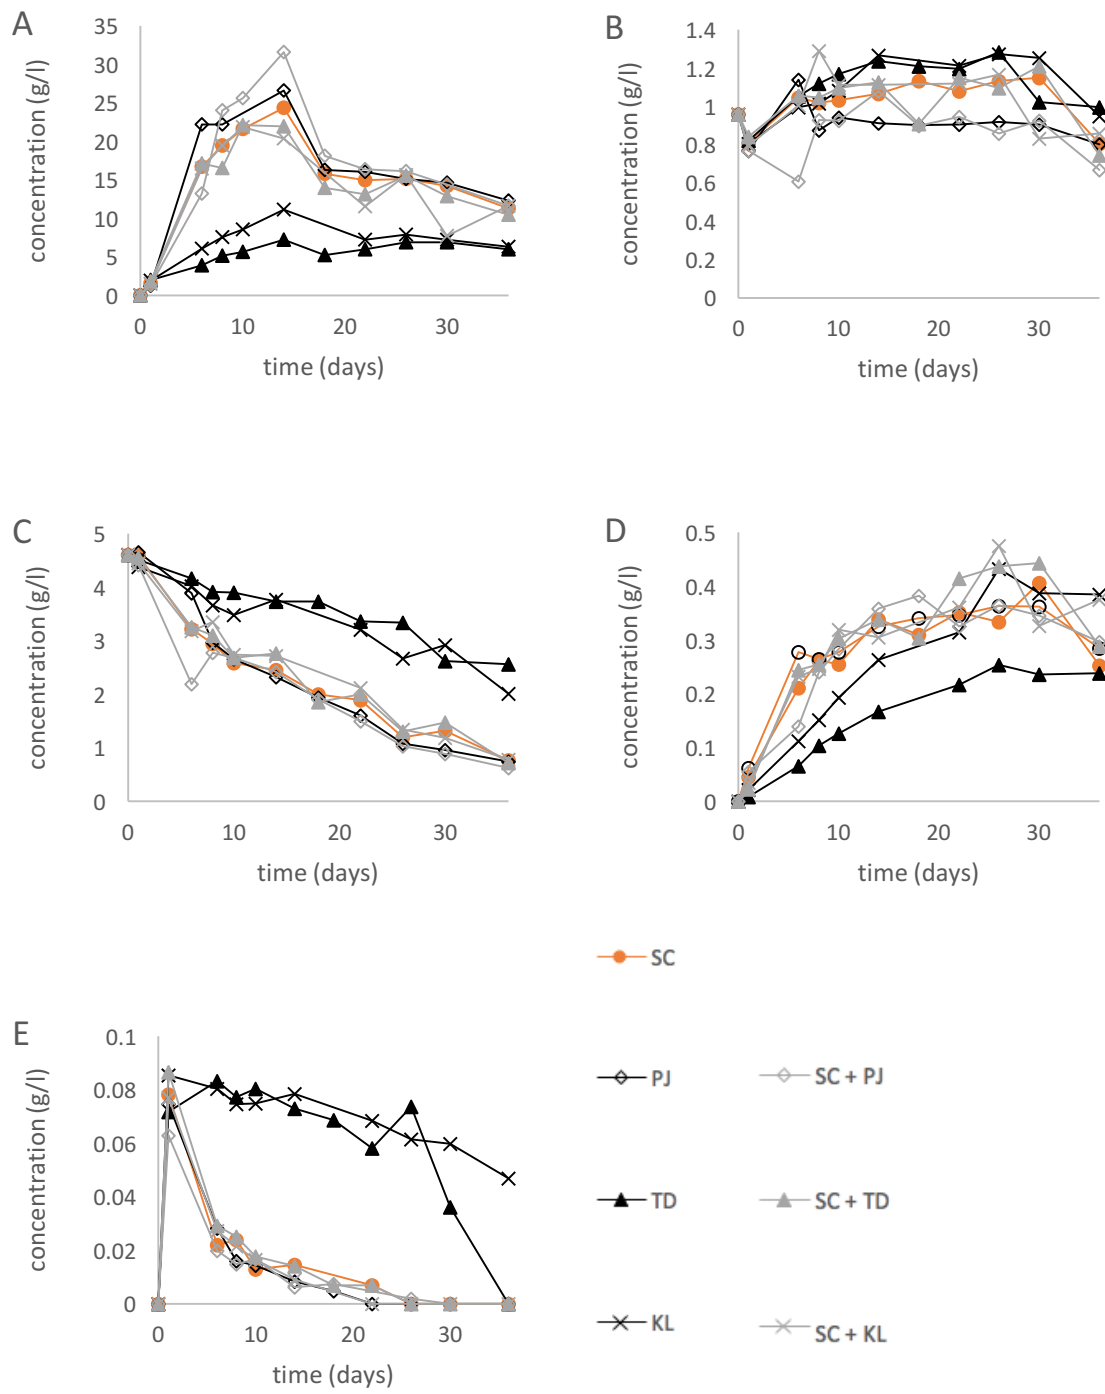 A
concentration (g/l)
35
30
25
20
15
10
5
0
0 10 20 30
time (days)
B
concentration (g/l)
1.4
1.2
1
0.8
0.6
0.4
0.2
0
0 10 20 30
time (days)
C
concentration (g/l)
5
4
3
2
1
0
0 10 20 30
time (days)
D
concentration (g/l)
0.5
0.4
0.3
0.2
0.1
0
0 10 20 30
time (days)
E
concentration (g/l)
0.1
0.08
0.06
0.04
0.02
0
0 10 20 30
time (days)
SC
PJ SC + PJ
TD SC + TD
KL SC + KL